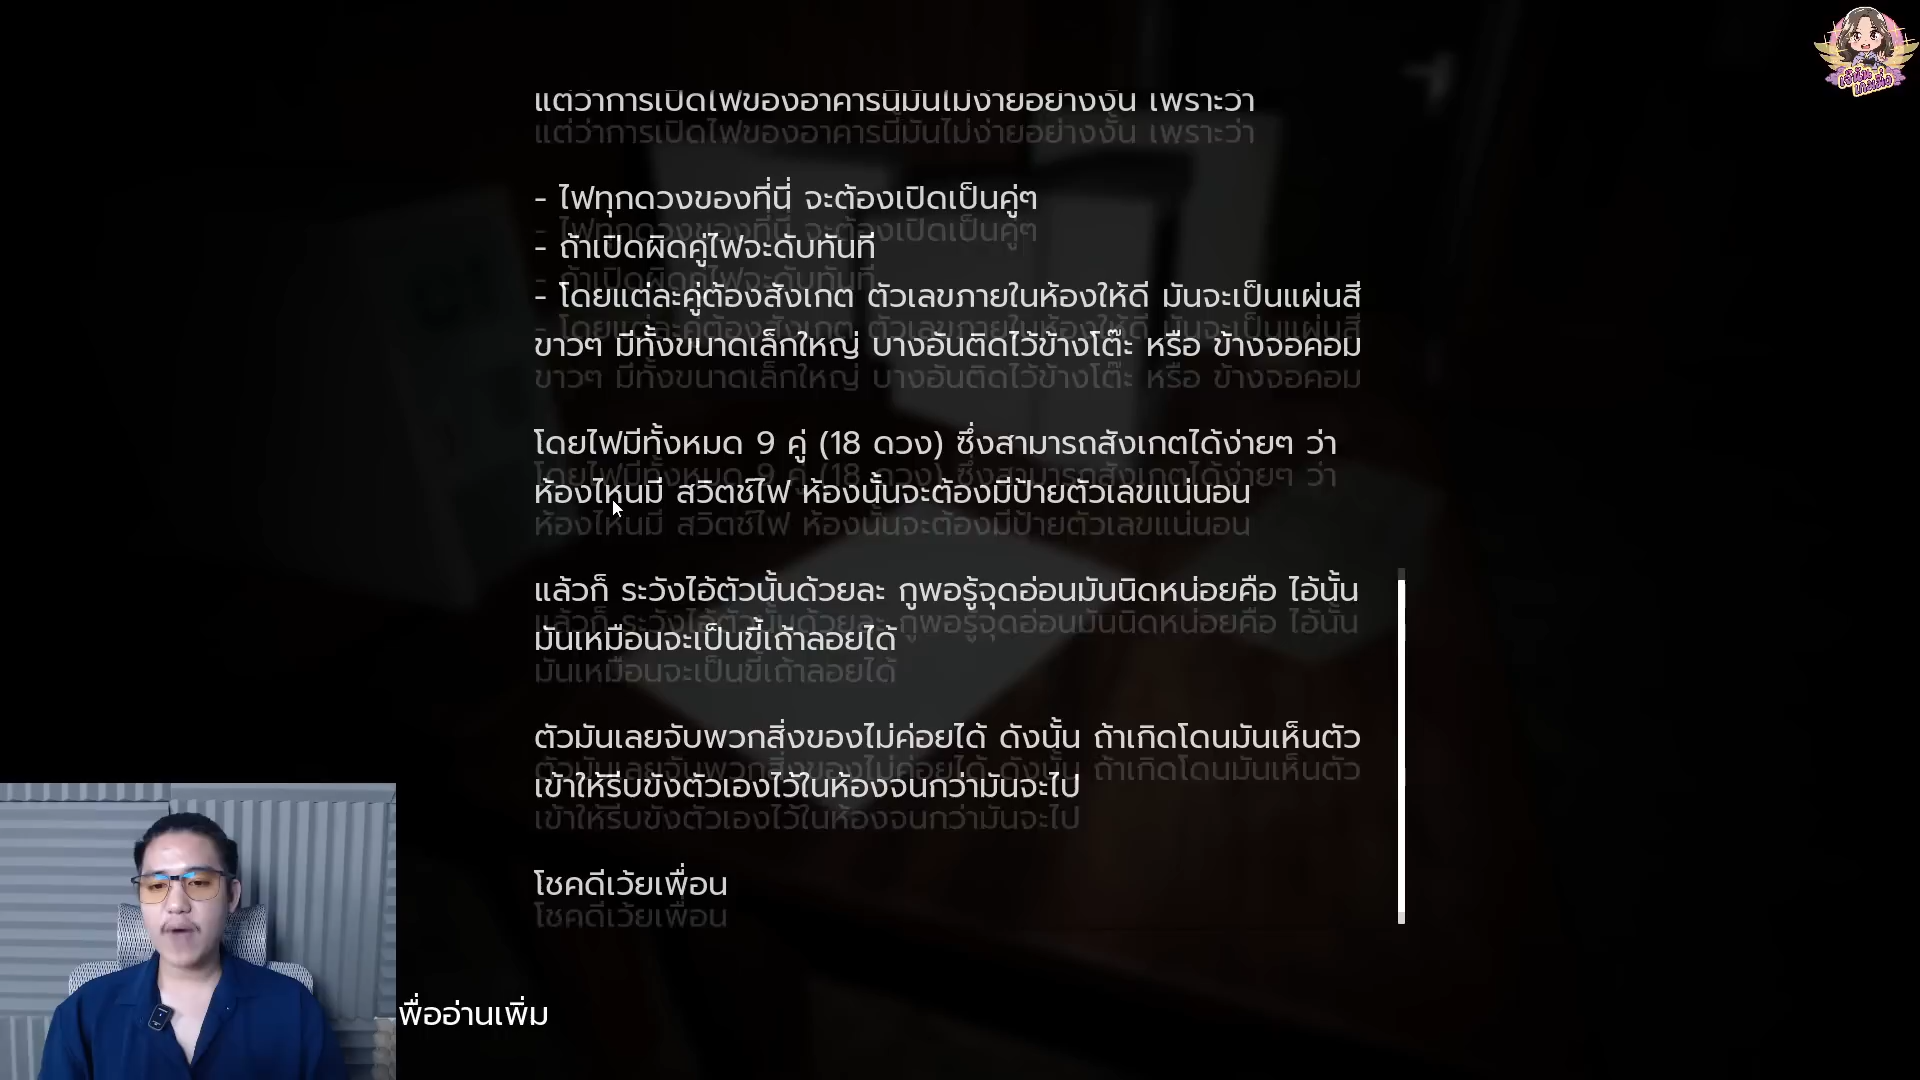 แต่ว่าการเปิดไฟของอาคารนี้มันไม่ง่ายอย่างงั้น เพราะว่า
- ไฟทุกดวงของที่นี่ จะต้องเปิดเป็นคู่ๆ
- ถ้าเปิดผิดคู่ไฟจะดับทันที
- โดยแต่ละคู่ต้องสังเกต ตัวเลขภายในห้องให้ดี มันจะเป็นแผ่นสี
ขาวๆ มีทั้งขนาดเล็กใหญ่ บางอันติดไว้ข้างโต๊ะ หรือ ข้างจอคอม
โดยไฟมีทั้งหมด 9 คู่ (18 ดวง) ซึ่งสามารถสังเกตได้ง่ายๆ ว่า
ห้องไหนมี สวิตช์ไฟ ห้องนั้นจะต้องมีป้ายตัวเลขแน่นอน
แล้วก็ ระวังไอ้ตัวนั้นด้วยละ กูพอรู้จุดอ่อนมันนิดหน่อยคือ ไอ้นั้น
มันเหมือนจะเป็นขี้เถ้าลอยได้
ตัวมันเลยจับพวกสิ่งของไม่ค่อยได้ ดังนั้น ถ้าเกิดโดนมันเห็นตัว
เข้าให้รีบขังตัวเองไว้ในห้องจนกว่ามันจะไป
โชคดีเว้ยเพื่อน
พื่ออ่านเพิ่ม